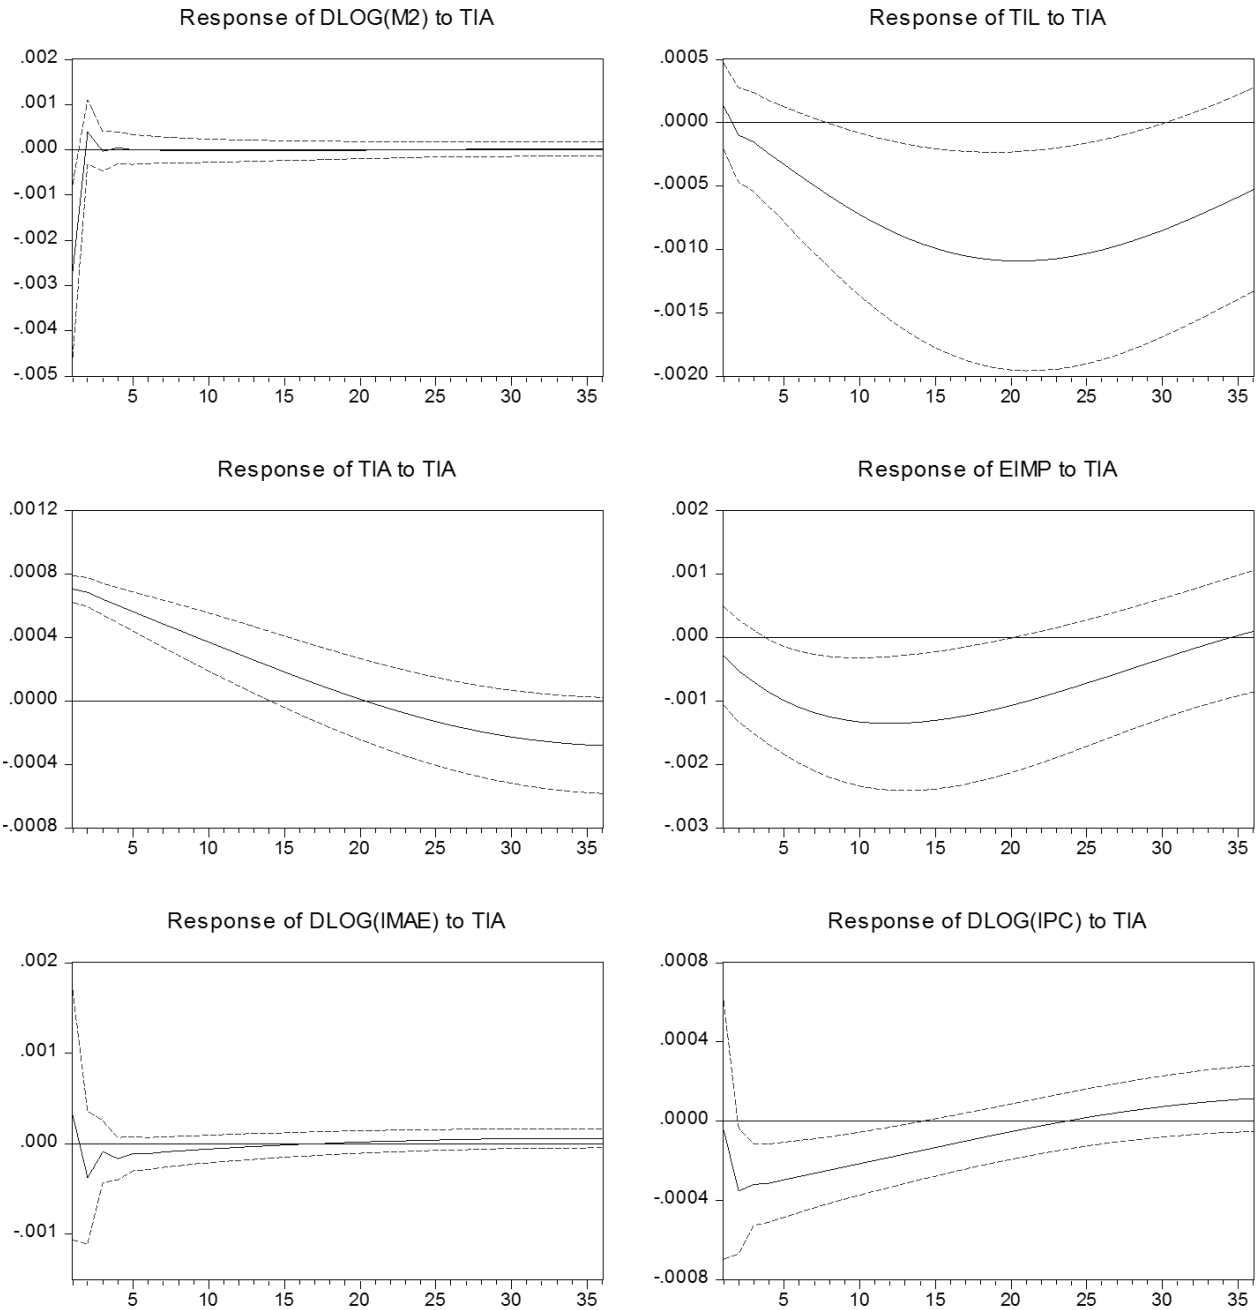 Response of DLOG(M2) to TIA
.002
.001
.000
-.001
-.002
-.003
-.004
-.005
5 10 15 20 25 30 35
Response of TIL to TIA
.0005
.0000
-.0005
-.0010
-.0015
-.0020
5 10 15 20 25 30 35
Response of TIA to TIA
.0012
.0008
.0004
.0000
-.0004
-.0008
5 10 15 20 25 30 35
Response of EIMP to TIA
.002
.001
.000
-.001
-.002
-.003
5 10 15 20 25 30 35
Response of DLOG(IMAE) to TIA
.002
.001
.000
-.001
5 10 15 20 25 30 35
Response of DLOG(IPC) to TIA
.0008
.0004
.0000
-.0004
-.0008
5 10 15 20 25 30 35